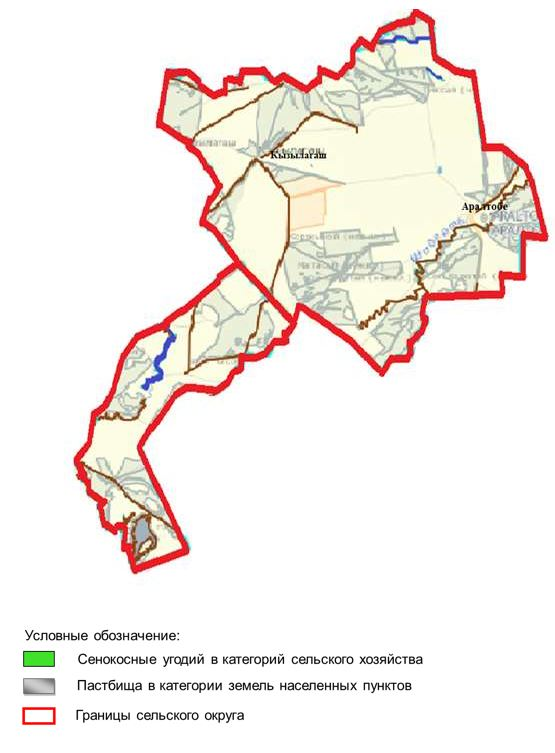 Кызылагаш
Аралтобе
Условные обозначение:
Сенокосные угодий в категорий сельского хозяйства
Пастбища в категории земель населенных пунктов
Границы сельского округа